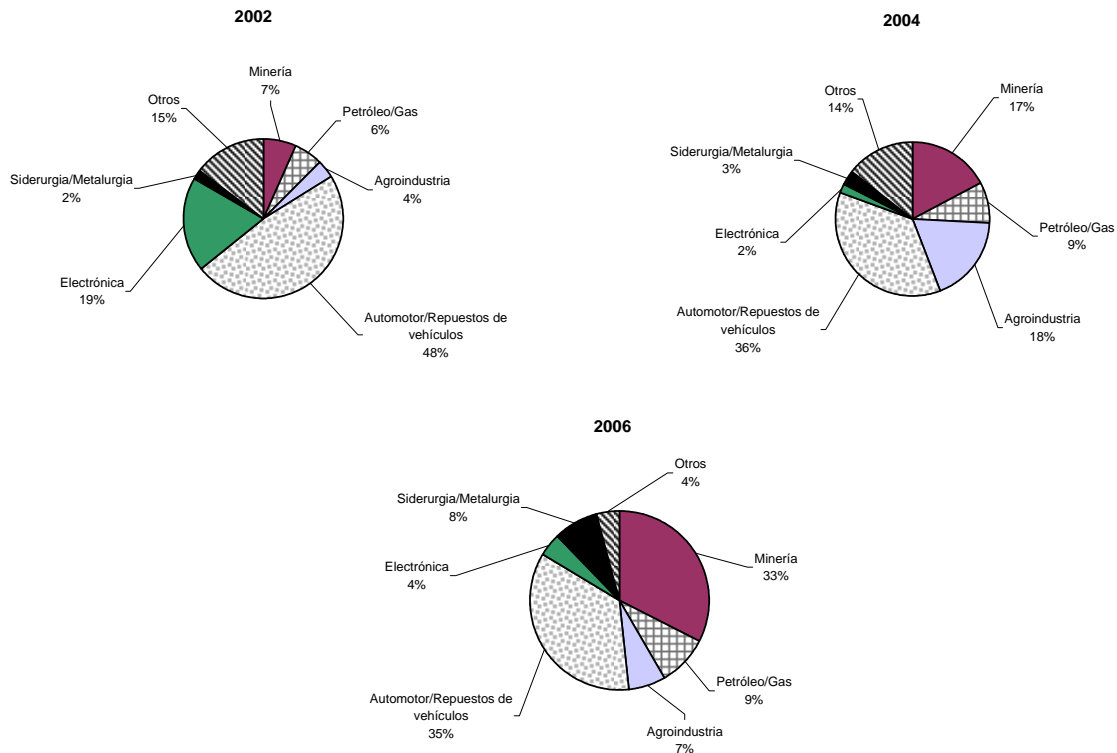 2002
Minería
7%
Petróleo/Gas
6%
Agroindustria
4%
Automotor/Repuestos de
vehículos
48%
Electrónica
19%
Siderurgia/Metalurgia
2%
Otros
15%
2004
Minería
17%
Petróleo/Gas
9%
Agroindustria
18%
Automotor/Repuestos de
vehículos
36%
Electrónica
2%
Siderurgia/Metalurgia
3%
Otros
14%
2006
Minería
33%
Petróleo/Gas
9%
Agroindustria
7%
Automotor/Repuestos de
vehículos
35%
Electrónica
4%
Siderurgia/Metalurgia
8%
Otros
4%